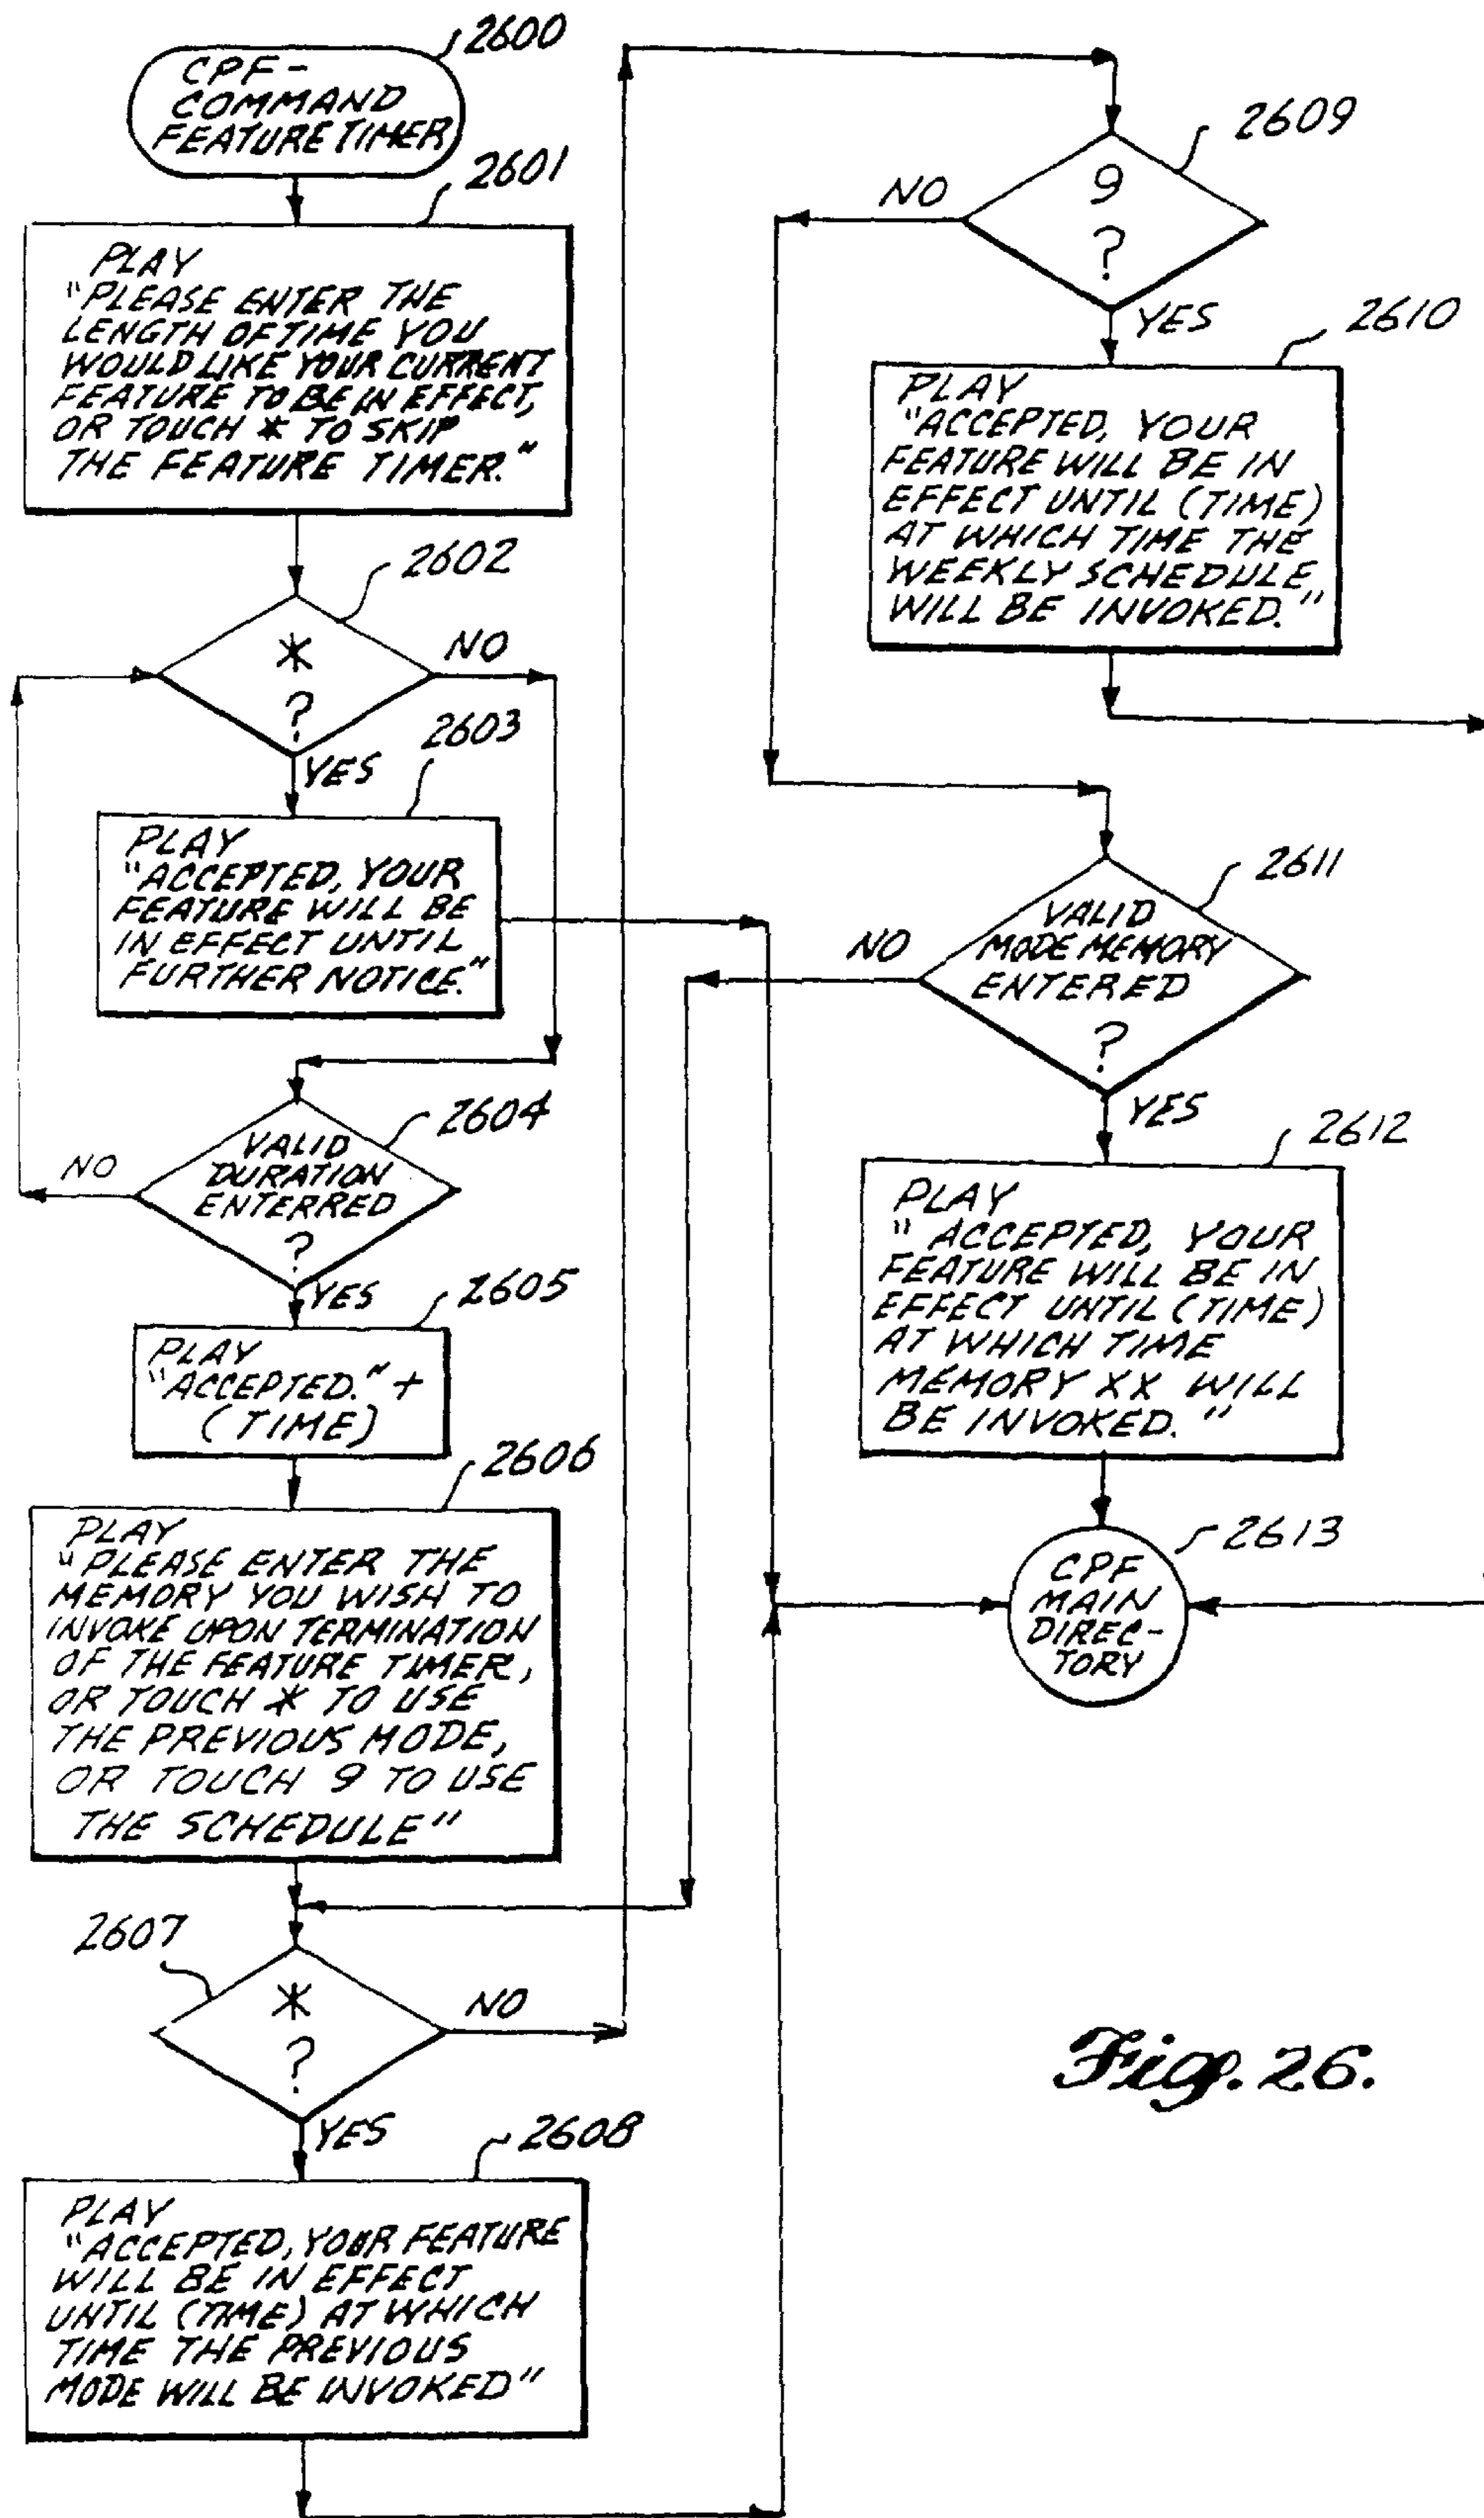 2600
CPF-
COMMAND
FEATURE TIMER
2601
PLAY
"PLEASE ENTER THE
LENGTH OF TIME YOU
WOULD LIKE YOUR CURRENT
FEATURE TO BE IN EFFECT,
OR TOUCH * TO SKIP
THE FEATURE TIMER."
2602
*
?
NO
YES
2603
PLAY
"ACCEPTED, YOUR
FEATURE WILL BE
IN EFFECT UNTIL
FURTHER NOTICE."
2604
VALID
DURATION
ENTERRED
?
NO
YES
2605
PLAY
"ACCEPTED." +
(TIME)
2606
PLAY
"PLEASE ENTER THE
MEMORY YOU WISH TO
INVOKE UPON TERMINATION
OF THE FEATURE TIMER,
OR TOUCH * TO USE
THE PREVIOUS MODE,
OR TOUCH 9 TO USE
THE SCHEDULE"
2607
*
?
NO
YES
2608
PLAY
"ACCEPTED, YOUR FEATURE
WILL BE IN EFFECT
UNTIL (TIME) AT WHICH
TIME THE PREVIOUS
MODE WILL BE INVOKED"
2609
9
?
NO
YES
2610
PLAY
"ACCEPTED, YOUR
FEATURE WILL BE IN
EFFECT UNTIL (TIME)
AT WHICH TIME THE
WEEKLY SCHEDULE
WILL BE INVOKED."
2611
VALID
MODE MEMORY
ENTERED
?
NO
YES
2612
PLAY
"ACCEPTED, YOUR
FEATURE WILL BE IN
EFFECT UNTIL (TIME)
AT WHICH TIME
MEMORY XX WILL
BE INVOKED."
2613
CPF
MAIN
DIREC-
TORY
Fig. 26.